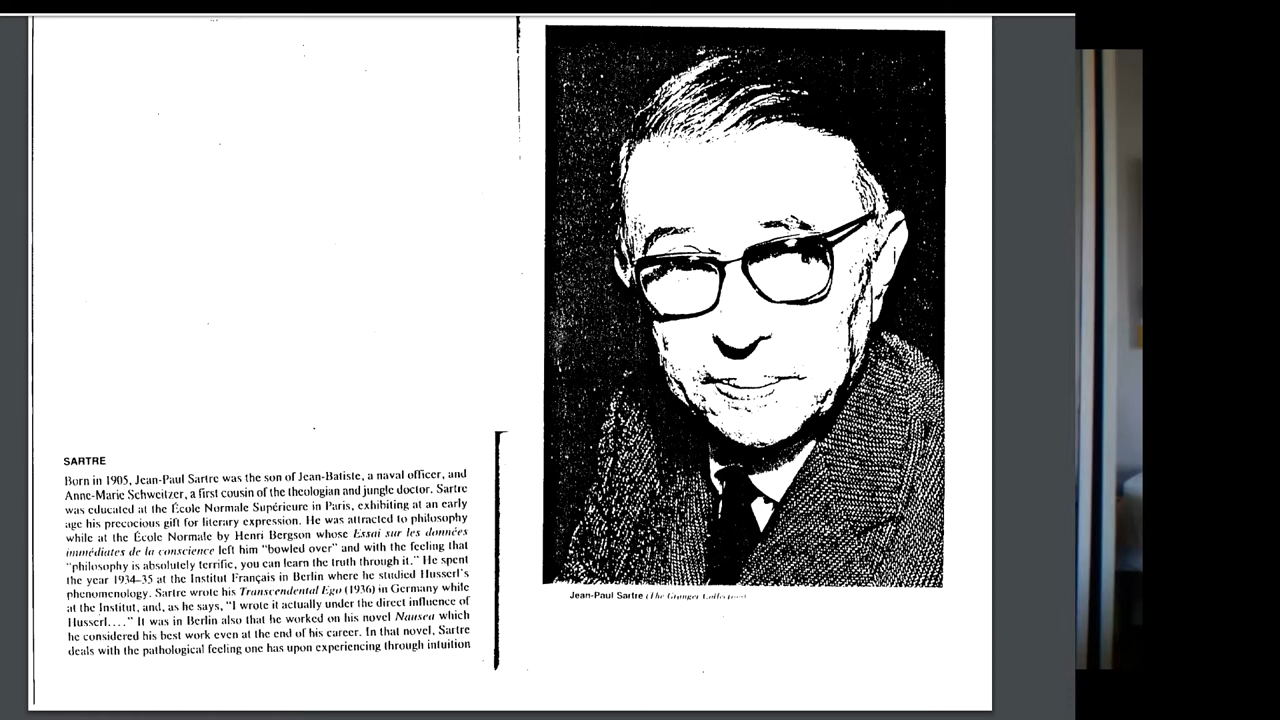 SARTRE
Born in 1905, Jean-Paul Sartre was the son of Jean-Batiste, a naval officer, and
Anne-Marie Schweitzer, a first cousin of the theologian and jungle doctor. Sartre
was educated at the École Normale Supérieure in Paris, exhibiting at an early
age his precocious gift for literary expression. He was attracted to philosophy
while at the École Normale by Henri Bergson whose Essai sur les données
immédiates de la conscience left him "bowled over" and with the feeling that
"philosophy is absolutely terrific, you can learn the truth through it." He spent
the year 1934–35 at the Institut Français in Berlin where he studied Husserl's
phenomenology. Sartre wrote his Transcendental Ego (1936) in Germany while
at the Institut, and, as he says, "I wrote it actually under the direct influence of
Husserl...." It was in Berlin also that he worked on his novel Nausea which
he considered his best work even at the end of his career. In that novel, Sartre
deals with the pathological feeling one has upon experiencing through intuition
Jean-Paul Sartre (The Granger Collection)